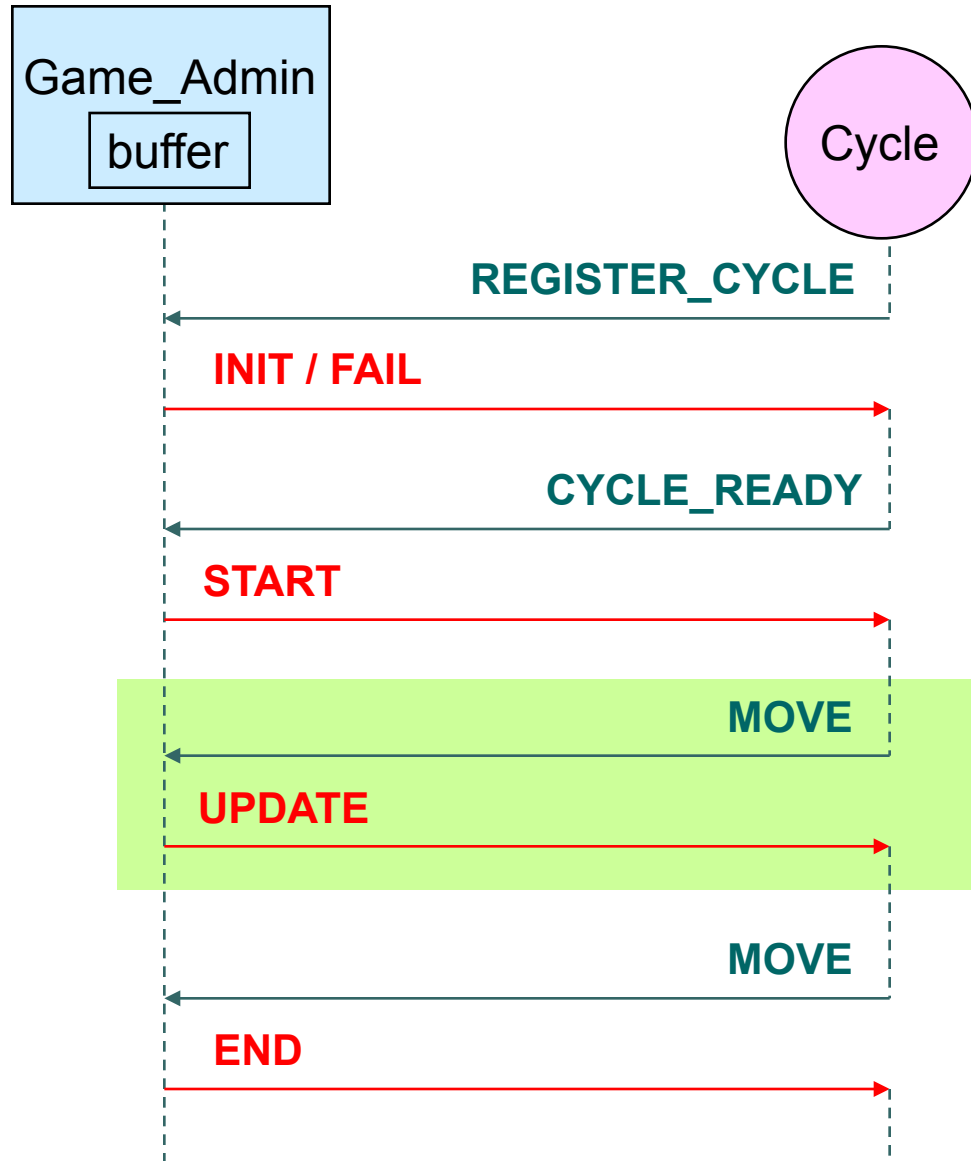 Game_Admin
buffer
Cycle
REGISTER_CYCLE
INIT / FAIL
CYCLE_READY
START
MOVE
UPDATE
MOVE
END